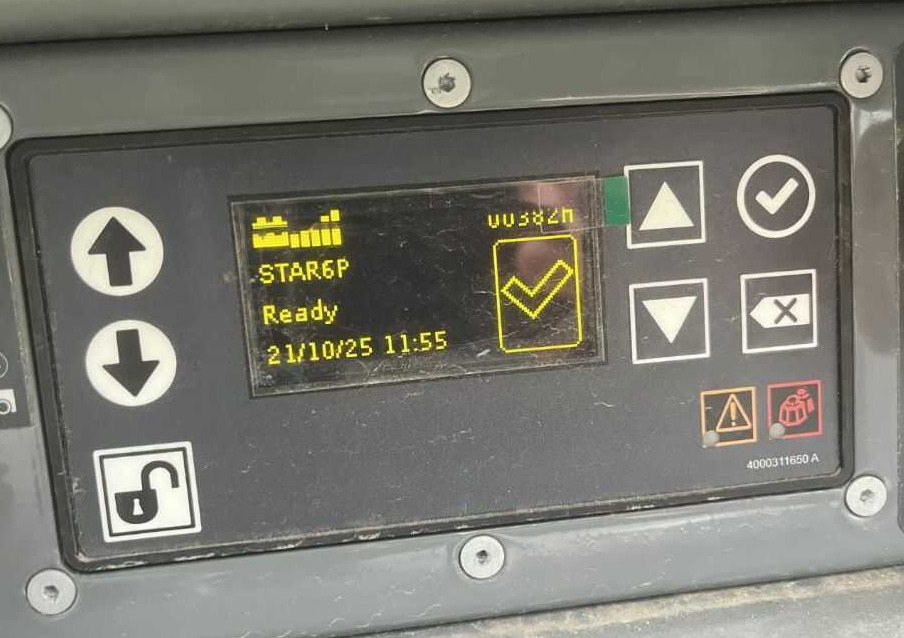 00382h
STAR6P
Ready
21/10/25 11:55
4000311650 A